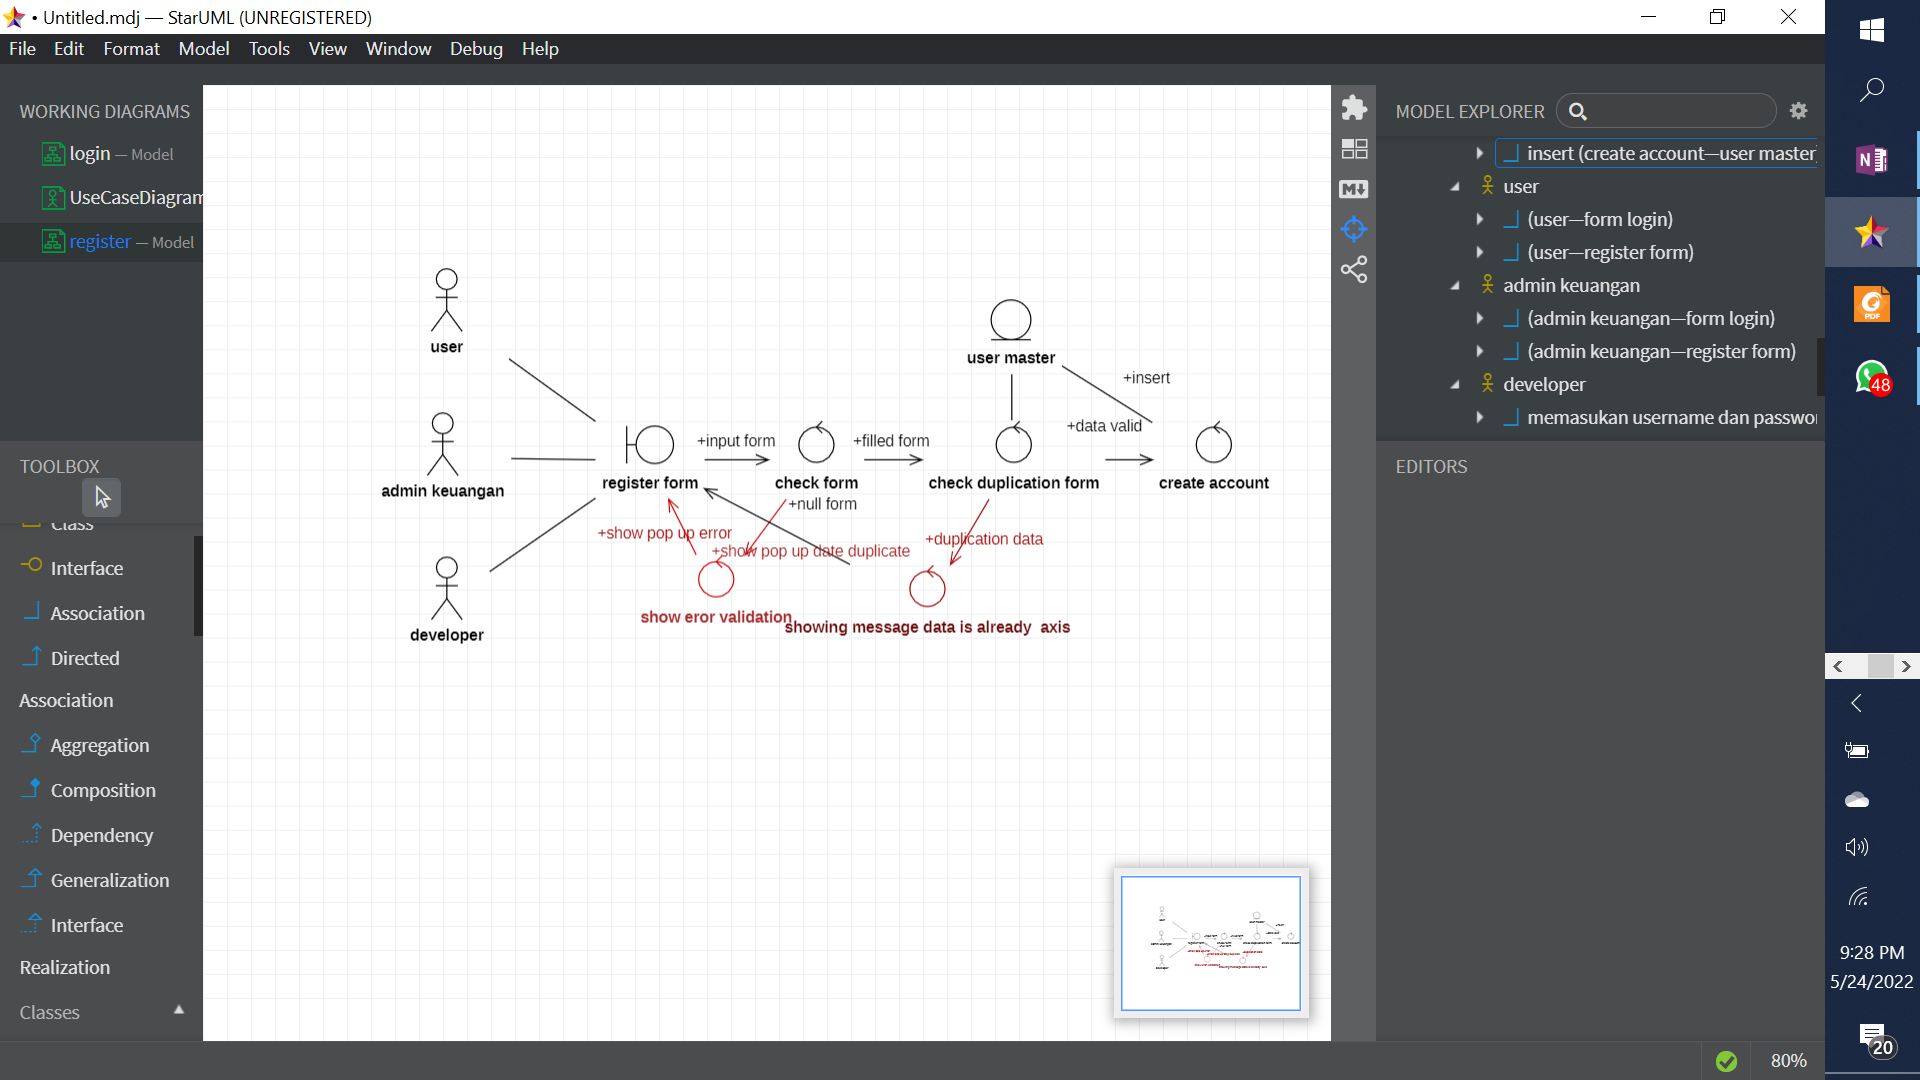 • Untitled.mdj — StarUML (UNREGISTERED)
File Edit Format Model Tools View Window Debug Help
WORKING DIAGRAMS
login — Model
UseCaseDiagram
register — Model
TOOLBOX
Class
Interface
Association
Directed
Association
Aggregation
Composition
Dependency
Generalization
Interface
Realization
Classes
user
admin keuangan
developer
register form
+input form
check form
+filled form
user master
+insert
+data valid
check duplication form
create account
+null form
+show pop up error
+show pop up date duplicate
+duplication data
show eror validation
showing message data is already axis
M
MODEL EXPLORER
insert (create account—user master)
user
(user—form login)
(user—register form)
admin keuangan
(admin keuangan—form login)
(admin keuangan—register form)
developer
memasukan username dan passwo
EDITORS
80%
N
PDF
48
9:28 PM
5/24/2022
20